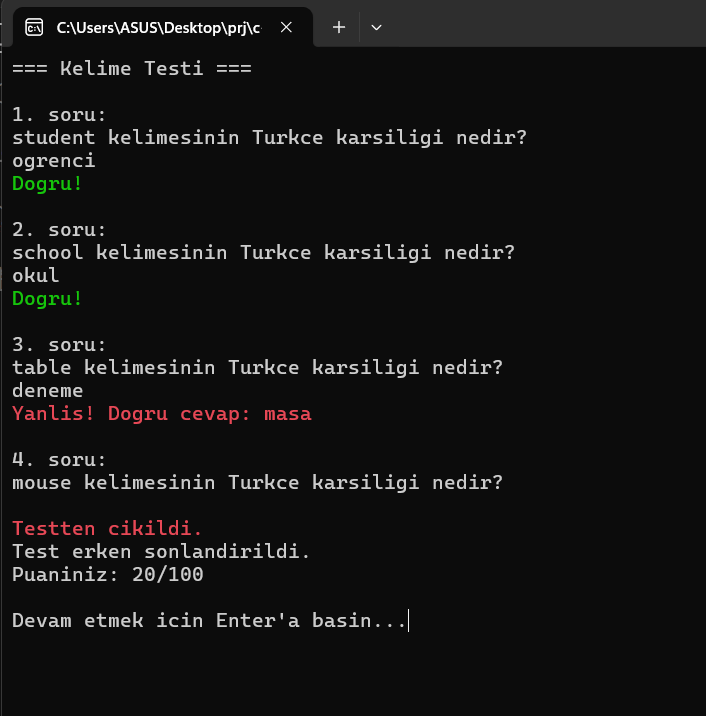 C:\Users\ASUS\Desktop\prj\c
=== Kelime Testi ===
1. soru:
student kelimesinin Turkce karsiligi nedir?
ogrenci
Dogru!
2. soru:
school kelimesinin Turkce karsiligi nedir?
okul
Dogru!
3. soru:
table kelimesinin Turkce karsiligi nedir?
deneme
Yanlis! Dogru cevap: masa
4. soru:
mouse kelimesinin Turkce karsiligi nedir?
Testten cikildi.
Test erken sonlandirildi.
Puaniniz: 20/100
Devam etmek icin Enter'a basin...